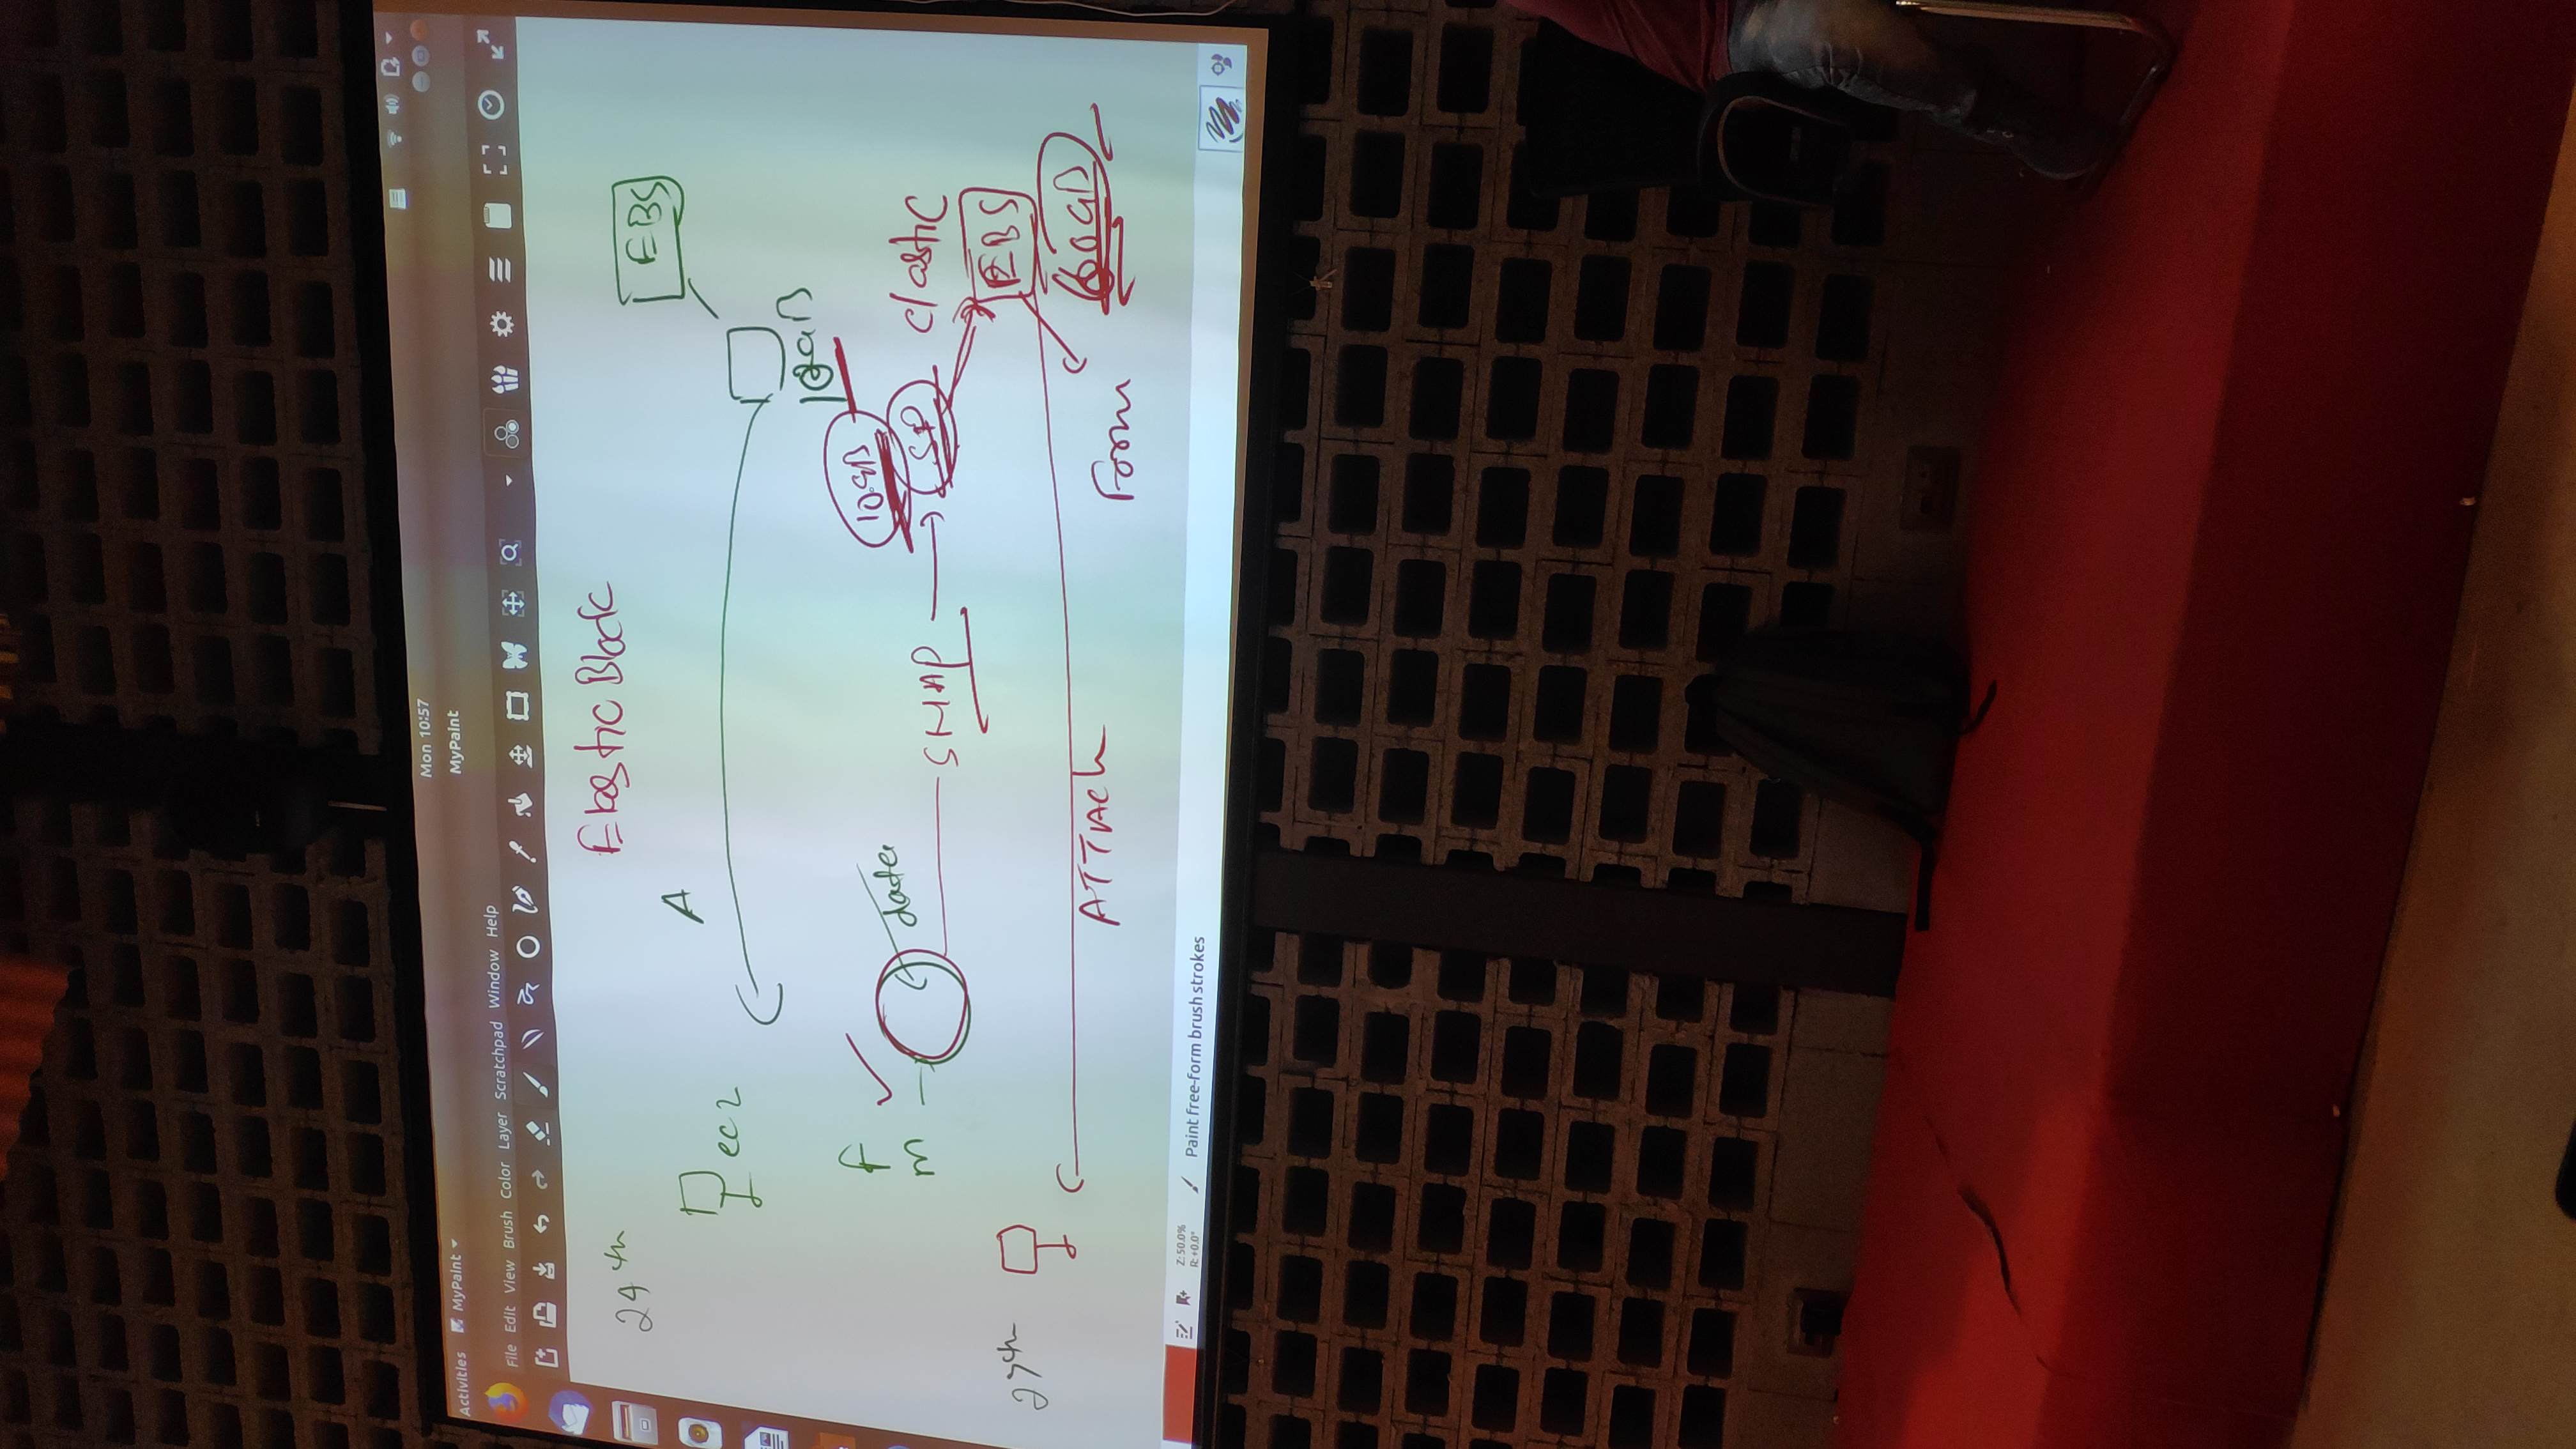 Mon 10:57
Activities MyPaint
MyPaint
File Edit View Brush Color Layer Scratchpad Window Help
Elastic Block
24th
EBS
A
ec2
10GB
f
10GB
m
data
SNAP
SP
elastic
EBS
27th
ATTACH
60GB
Form
Z: 50.0%
R: +0.0°
Paint free-form brush strokes